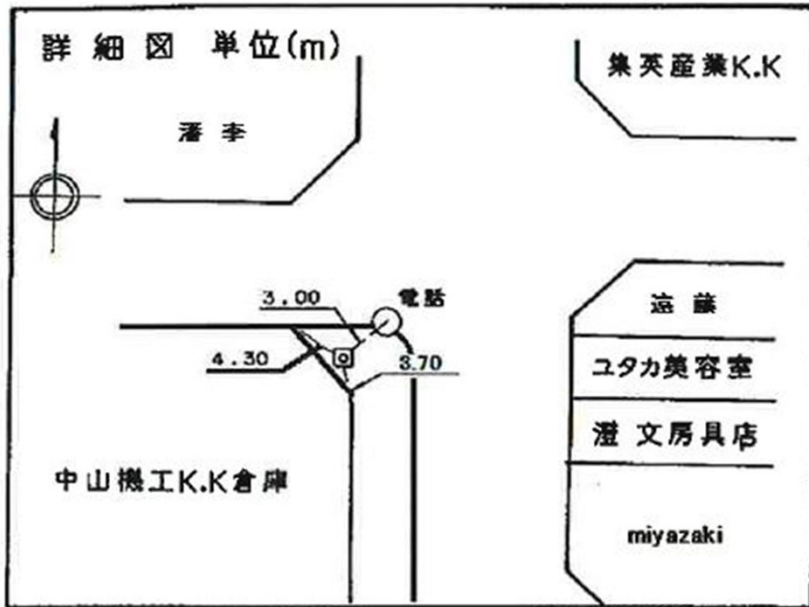 詳細図 単位(m)
集英産業K.K
潘李
3.00
電話
遠藤
4.30
3.70
ユタカ美容室
澄文房具店
中山機工K.K倉庫
miyazaki